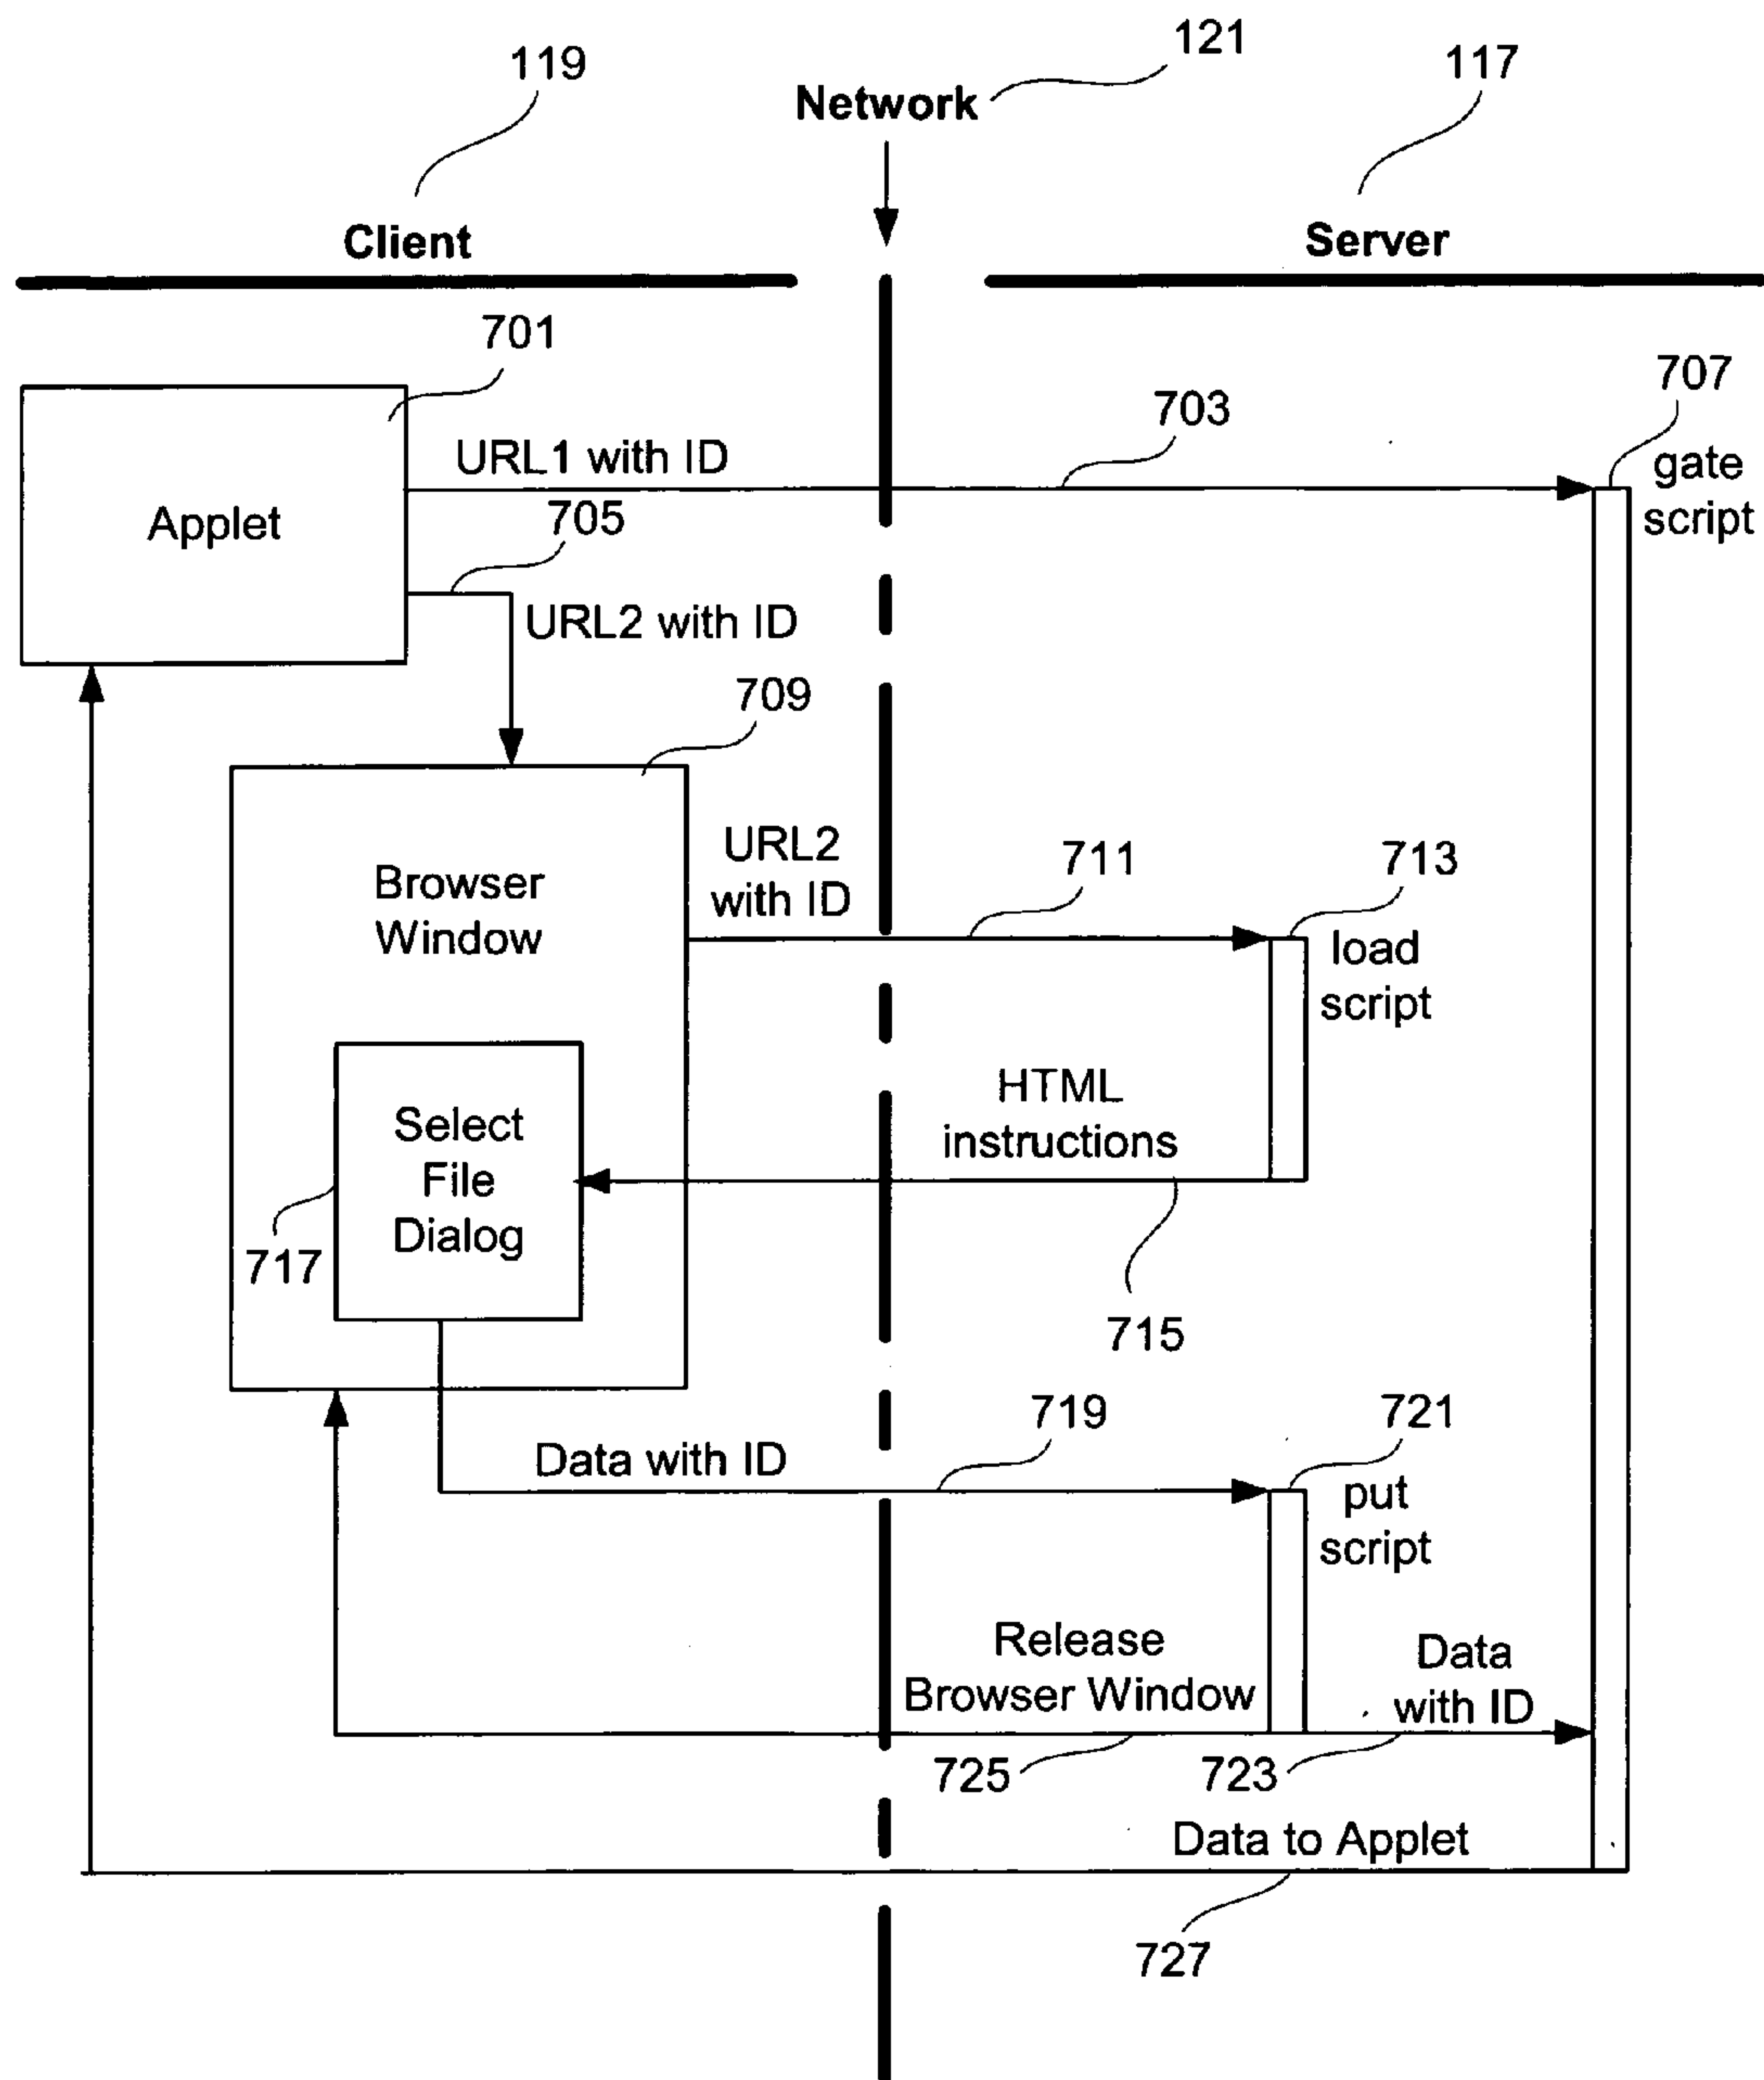 121
119
117
Network
Client
Server
701
707
703
URL1 with ID
gate
script
705
Applet
URL2 with ID
709
URL2
with ID
711
713
Browser
Window
load
script
HTML
instructions
Select
File
Dialog
717
715
719
721
Data with ID
put
script
Release
Browser Window
Data
with ID
725
723
Data to Applet
727